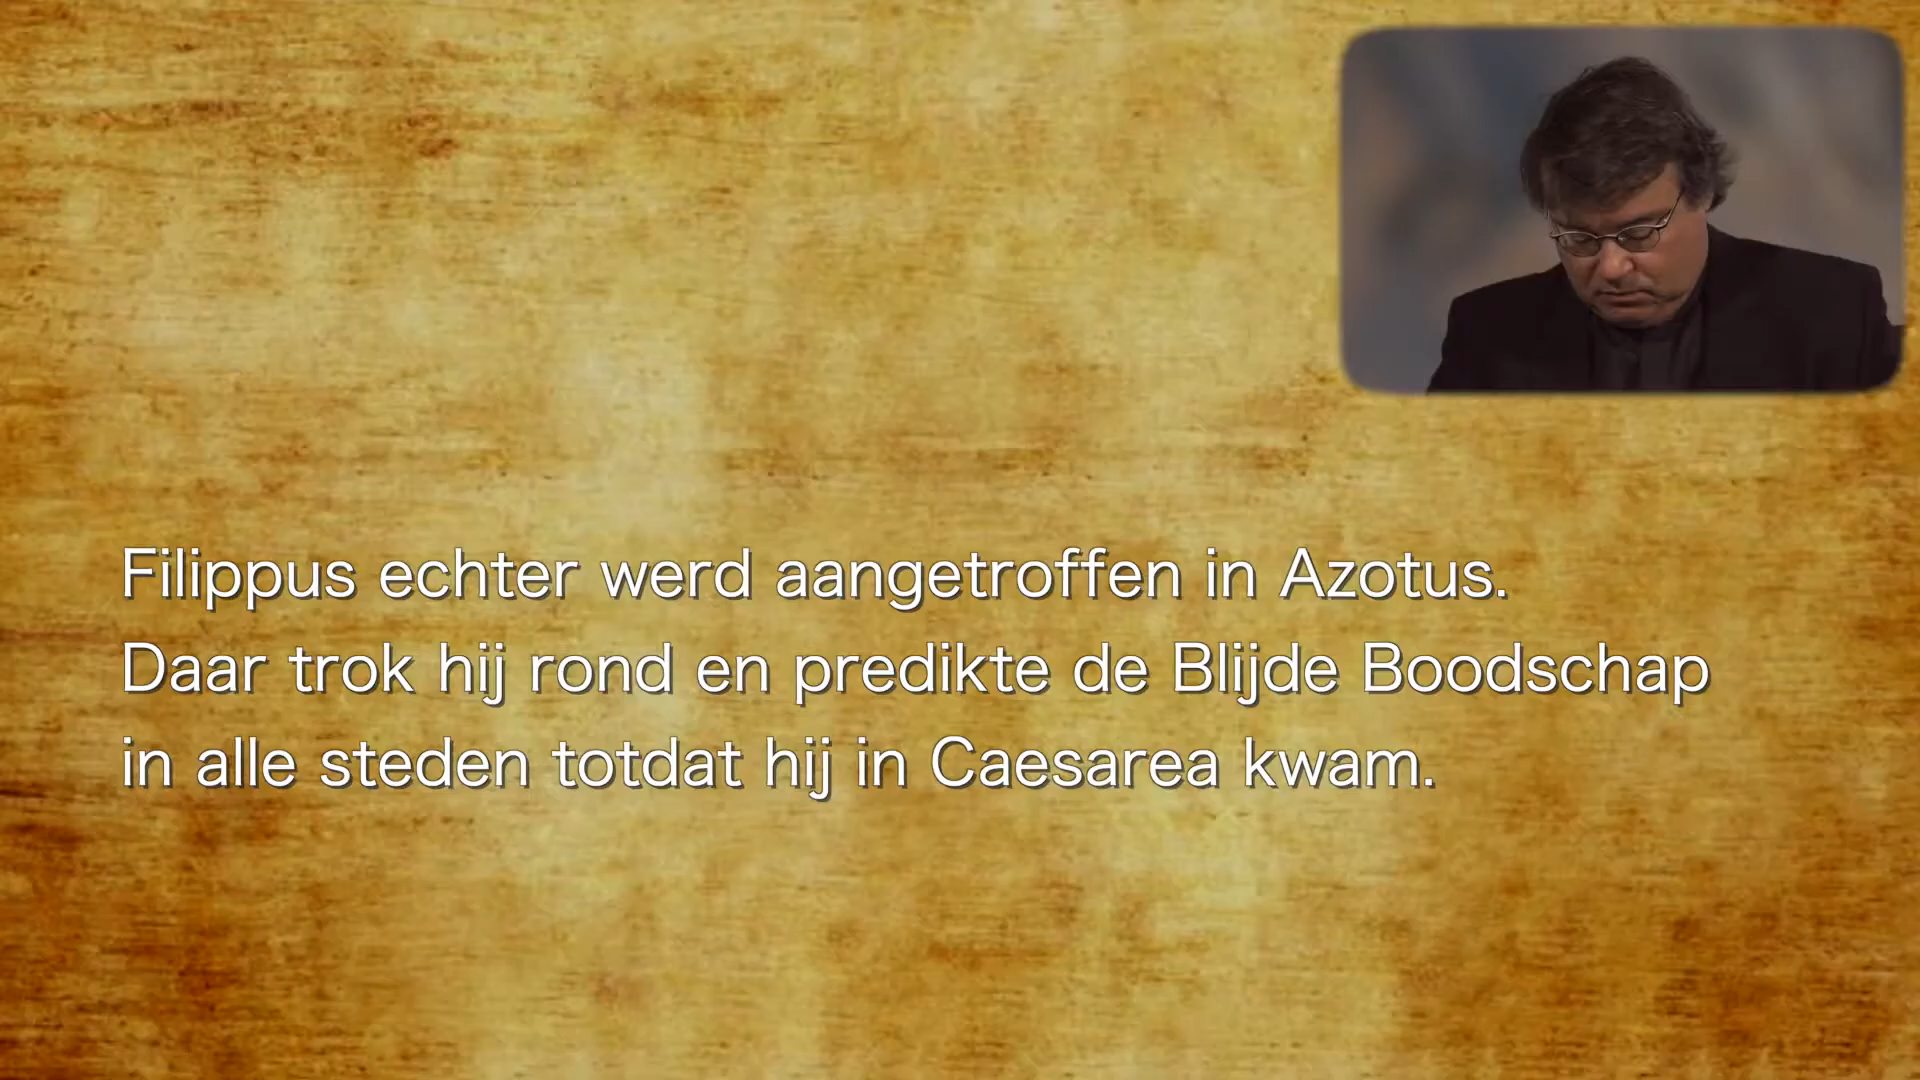 Filippus echter werd aangetroffen in Azotus.
Daar trok hij rond en predikte de Blijde Boodschap
in alle steden totdat hij in Caesarea kwam.